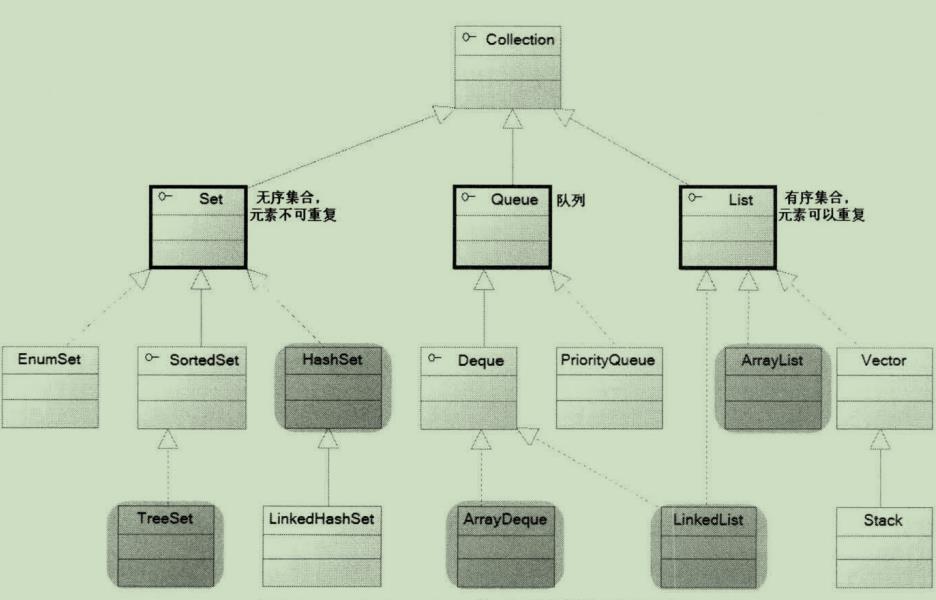 Collection
Set
无序集合,
元素不可重复
Queue
队列
List
有序集合,
元素可以重复
EnumSet
SortedSet
HashSet
Deque
PriorityQueue
ArrayList
Vector
TreeSet
LinkedHashSet
ArrayDeque
LinkedList
Stack